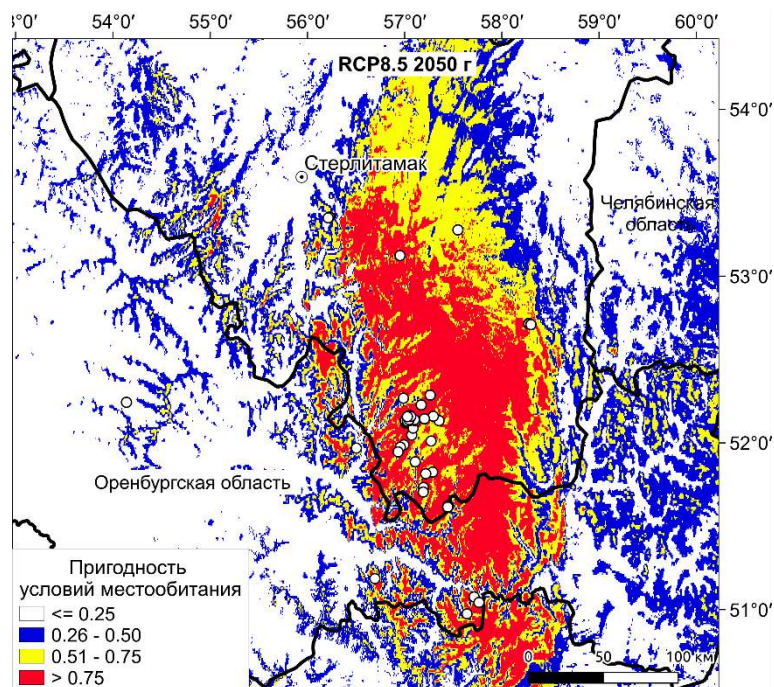 3°0' 54°0' 55°0' 56°0' 57°0' 58°0' 59°0' 60°0'
RCP8.5 2050 г
54°0'
Стерлитамак
Челябинская
область
53°0'
52°0'
Оренбургская область
Пригодность
условий местообитания
<= 0.25
0.26 - 0.50
0.51 - 0.75
> 0.75
51°0'
0 50 100 км